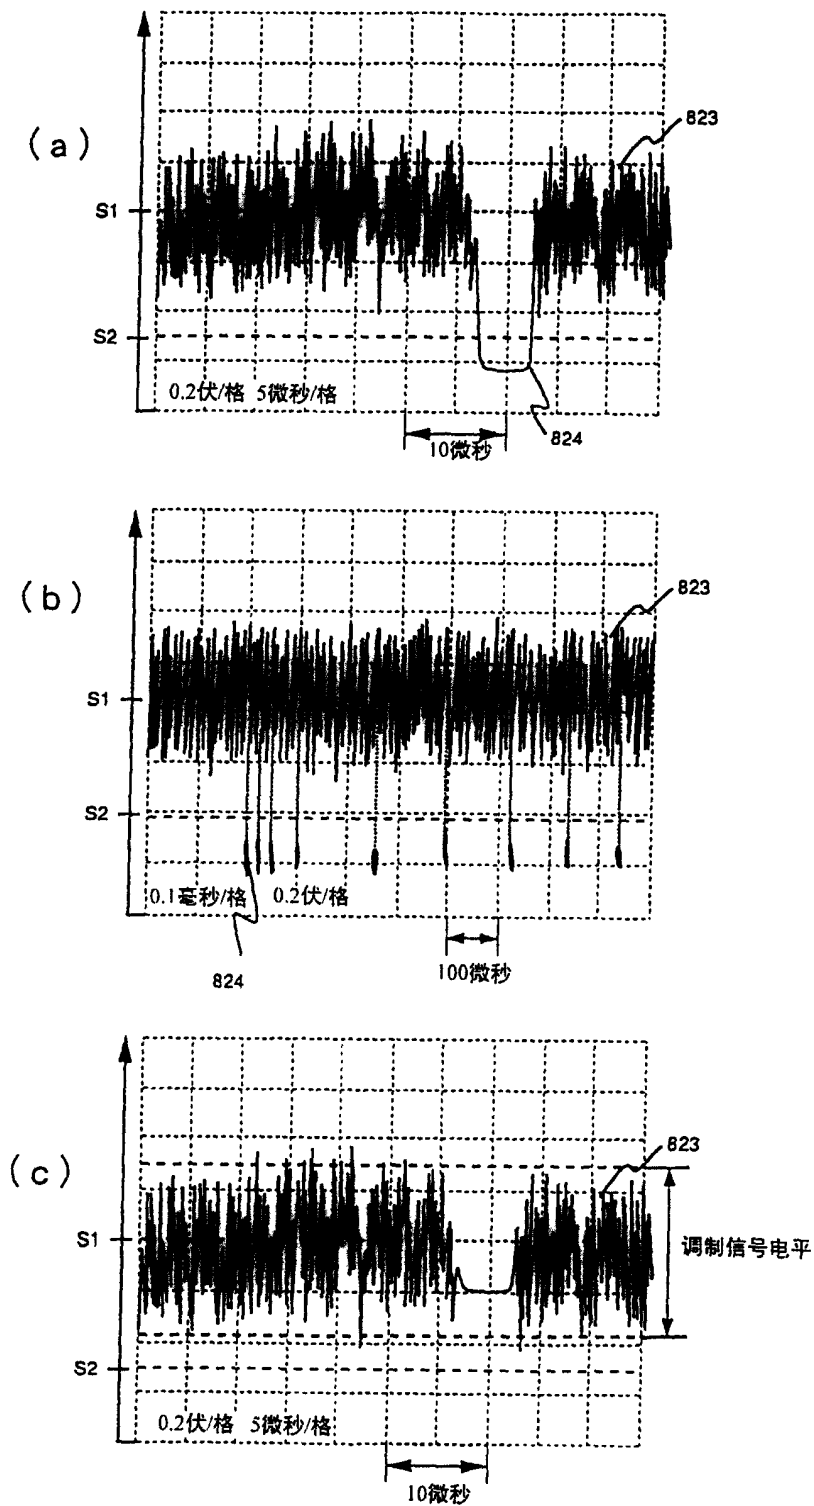 (a)
823
S1
S2
0.2伏/格 5微秒/格
824
10微秒
(b)
823
S1
S2
0.1毫秒/格 0.2伏/格
824
100微秒
(c)
823
S1
调制信号电平
S2
0.2伏/格 5微秒/格
10微秒